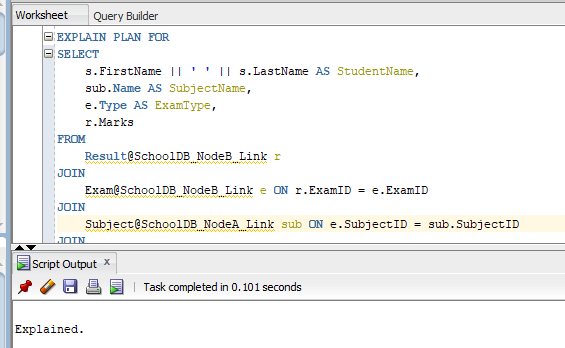 Worksheet Query Builder
EXPLAIN PLAN FOR
SELECT
s.FirstName || ' ' || s.LastName AS StudentName,
sub.Name AS SubjectName,
e.Type AS ExamType,
r.Marks
FROM
Result@SchoolDB_NodeB_Link r
JOIN
Exam@SchoolDB_NodeB_Link e ON r.ExamID = e.ExamID
JOIN
Subject@SchoolDB_NodeA_Link sub ON e.SubjectID = sub.SubjectID
JOIN
Script Output x
Task completed in 0.101 seconds
Explained.